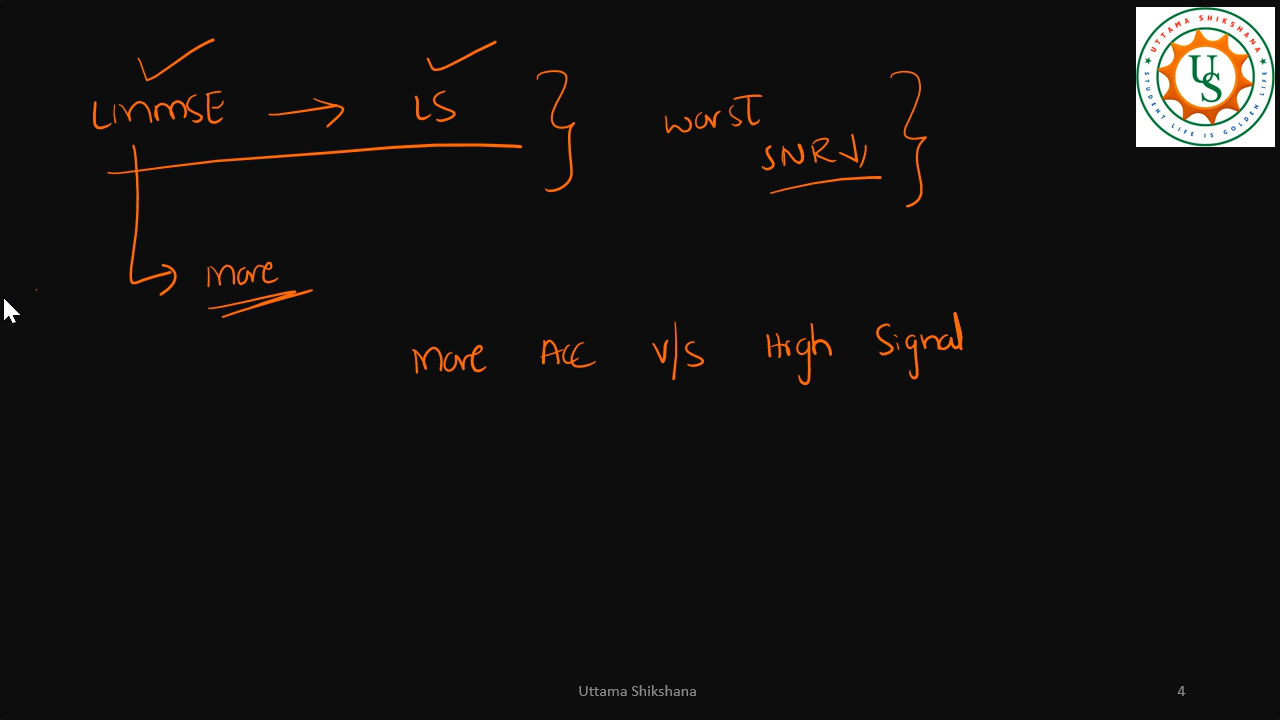 LMMSE → LS } worst
SNR ↓ }
more
More Acc v/s High Signal
UTTAMA SHIKSHANA
US
STUDENT LIFE IS GOLDEN LIFE
Uttama Shikshana
4